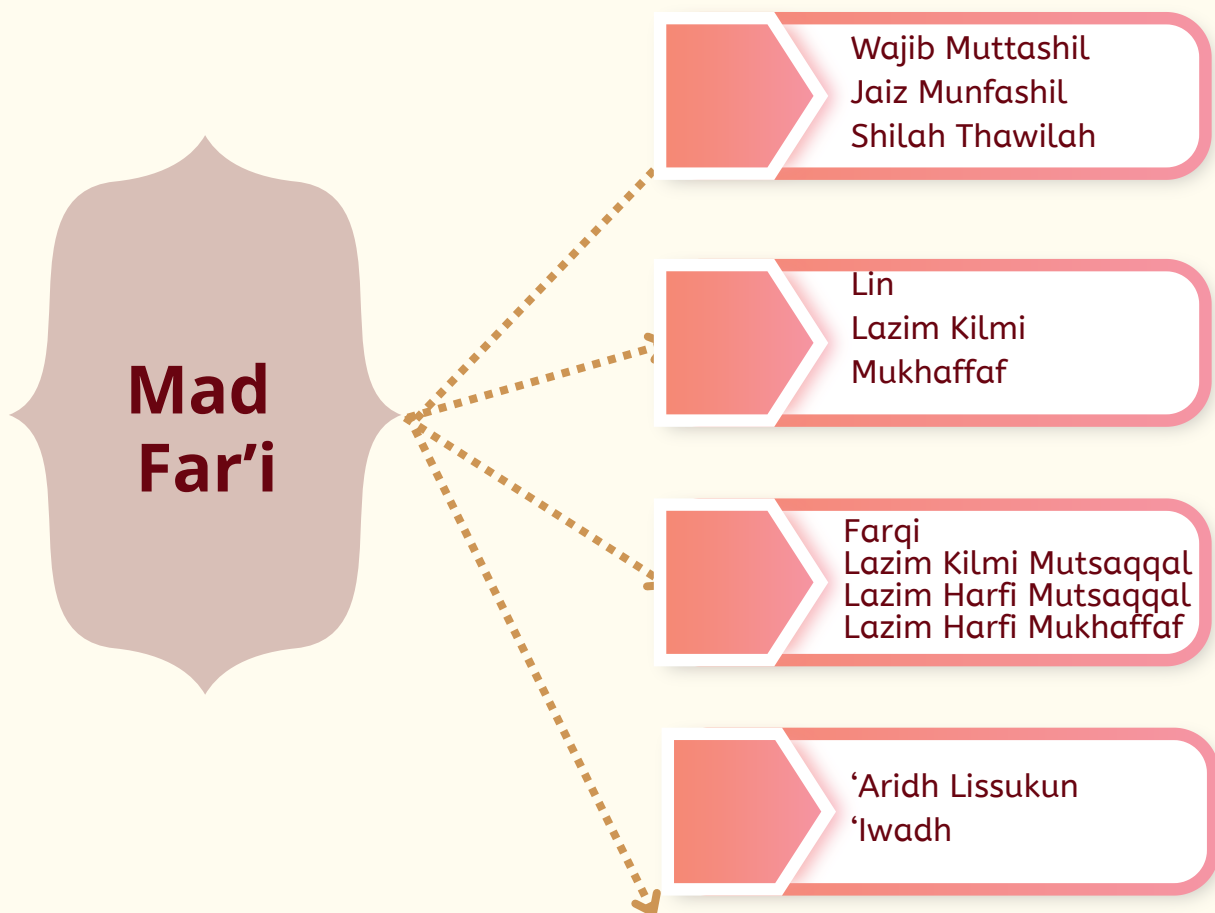 Mad
Far’i
Wajib Muttashil
Jaiz Munfashil
Shilah Thawilah
Lin
Lazim Kilmi
Mukhaffaf
Farqi
Lazim Kilmi Mutsaqqal
Lazim Harfi Mutsaqqal
Lazim Harfi Mukhaffaf
‘Aridh Lissukun
‘Iwadh